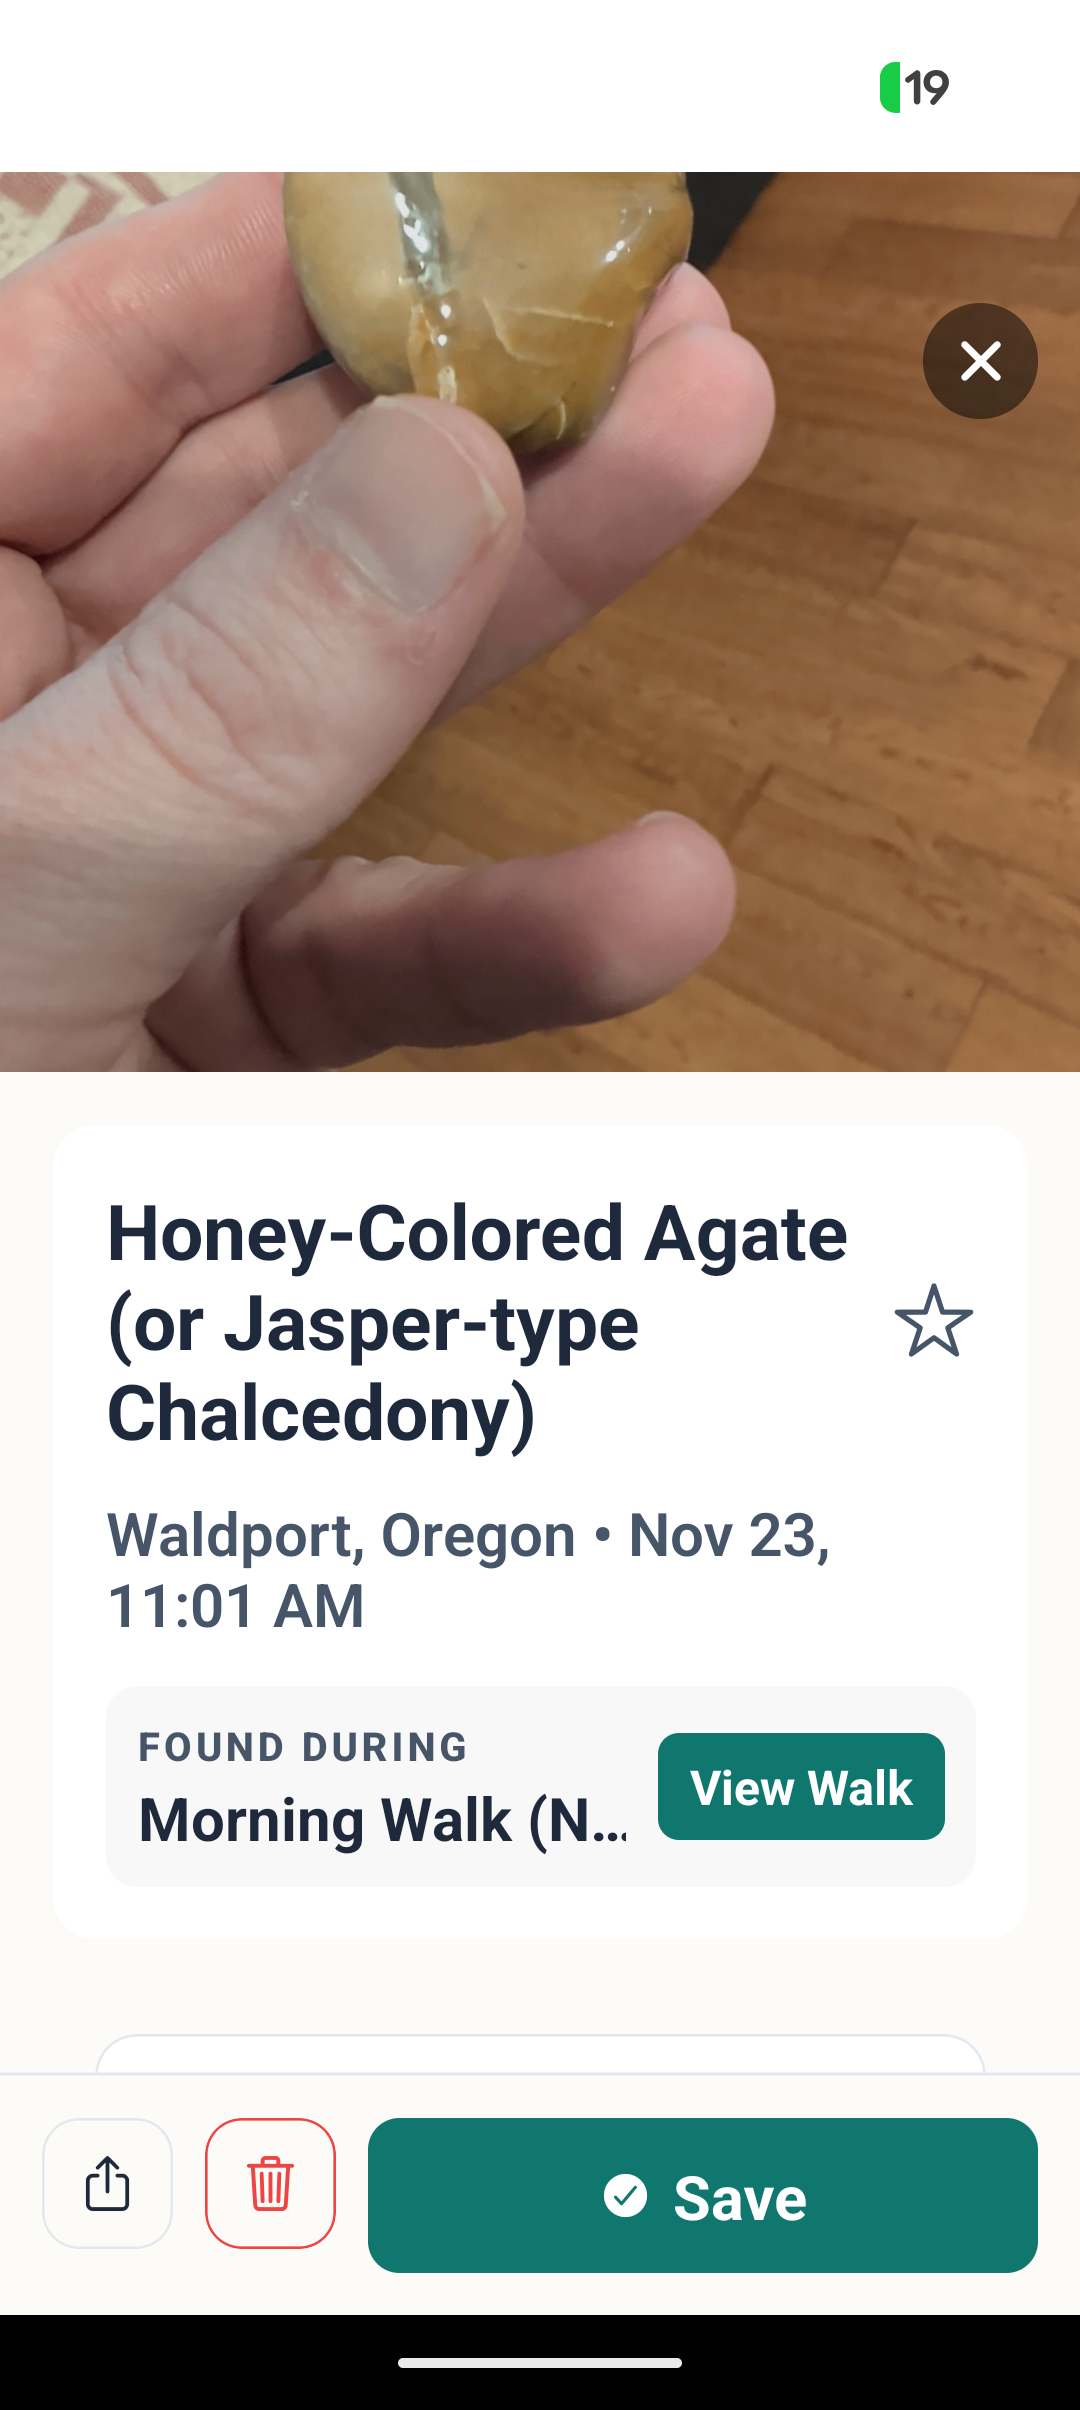 19
Honey-Colored Agate
(or Jasper-type
Chalcedony)
Waldport, Oregon • Nov 23,
11:01 AM
FOUND DURING
Morning Walk (N...
View Walk
Save